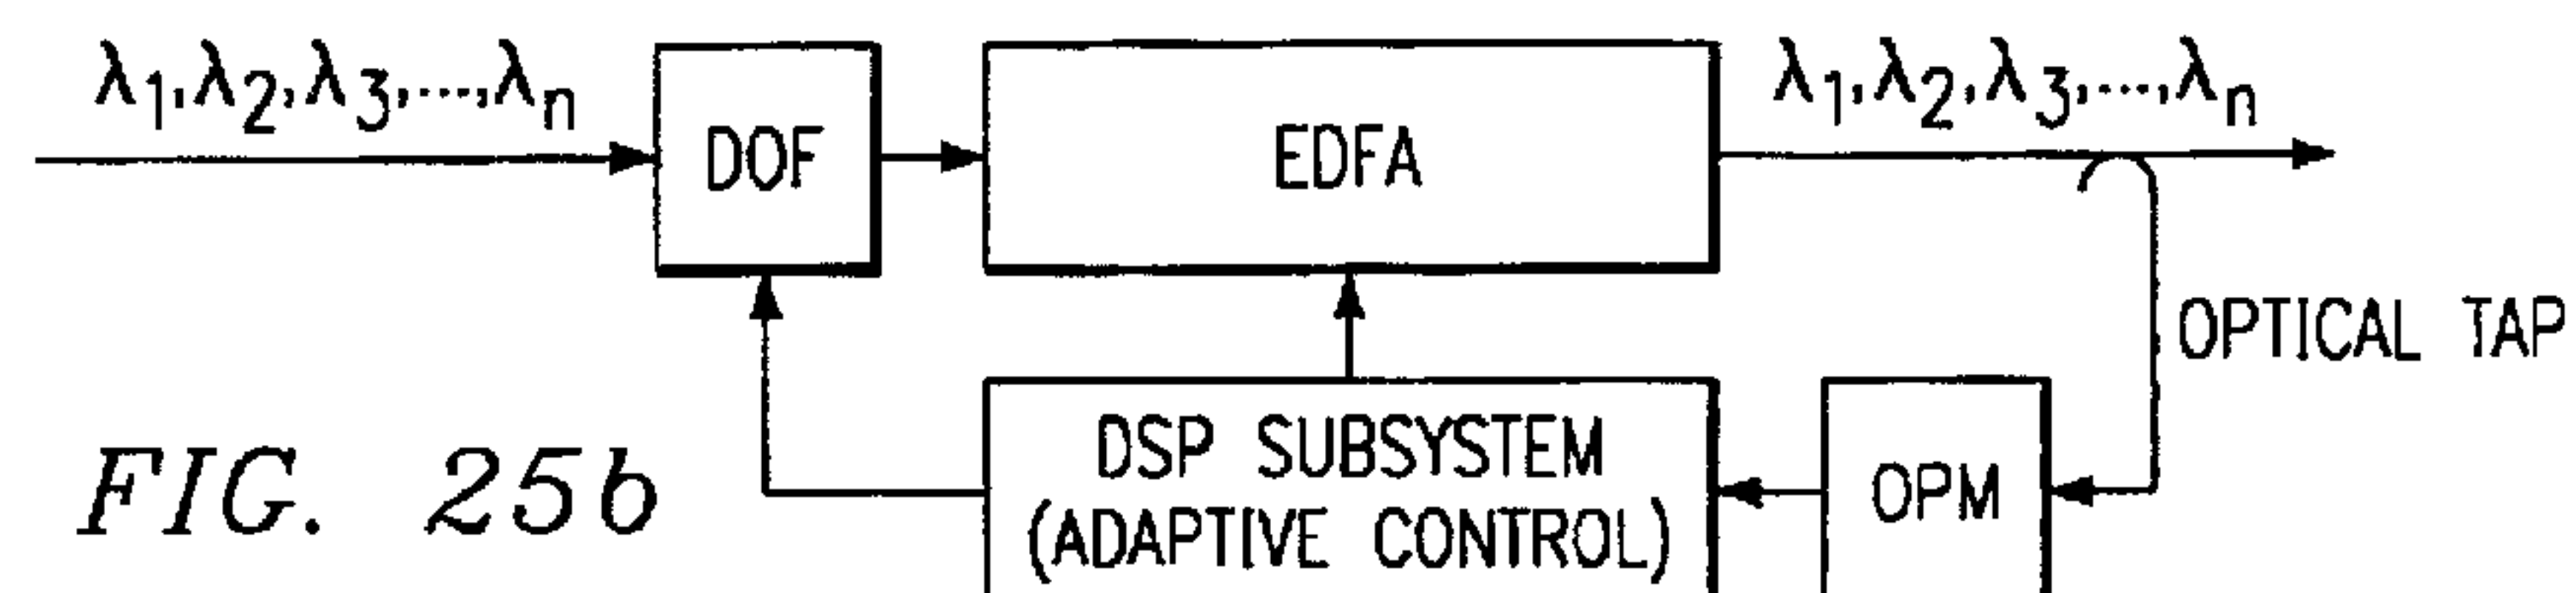 λ1,λ2,λ3,...,λn
DOF
EDFA
λ1,λ2,λ3,...,λn
OPTICAL TAP
DSP SUBSYSTEM
(ADAPTIVE CONTROL)
OPM
FIG. 25b